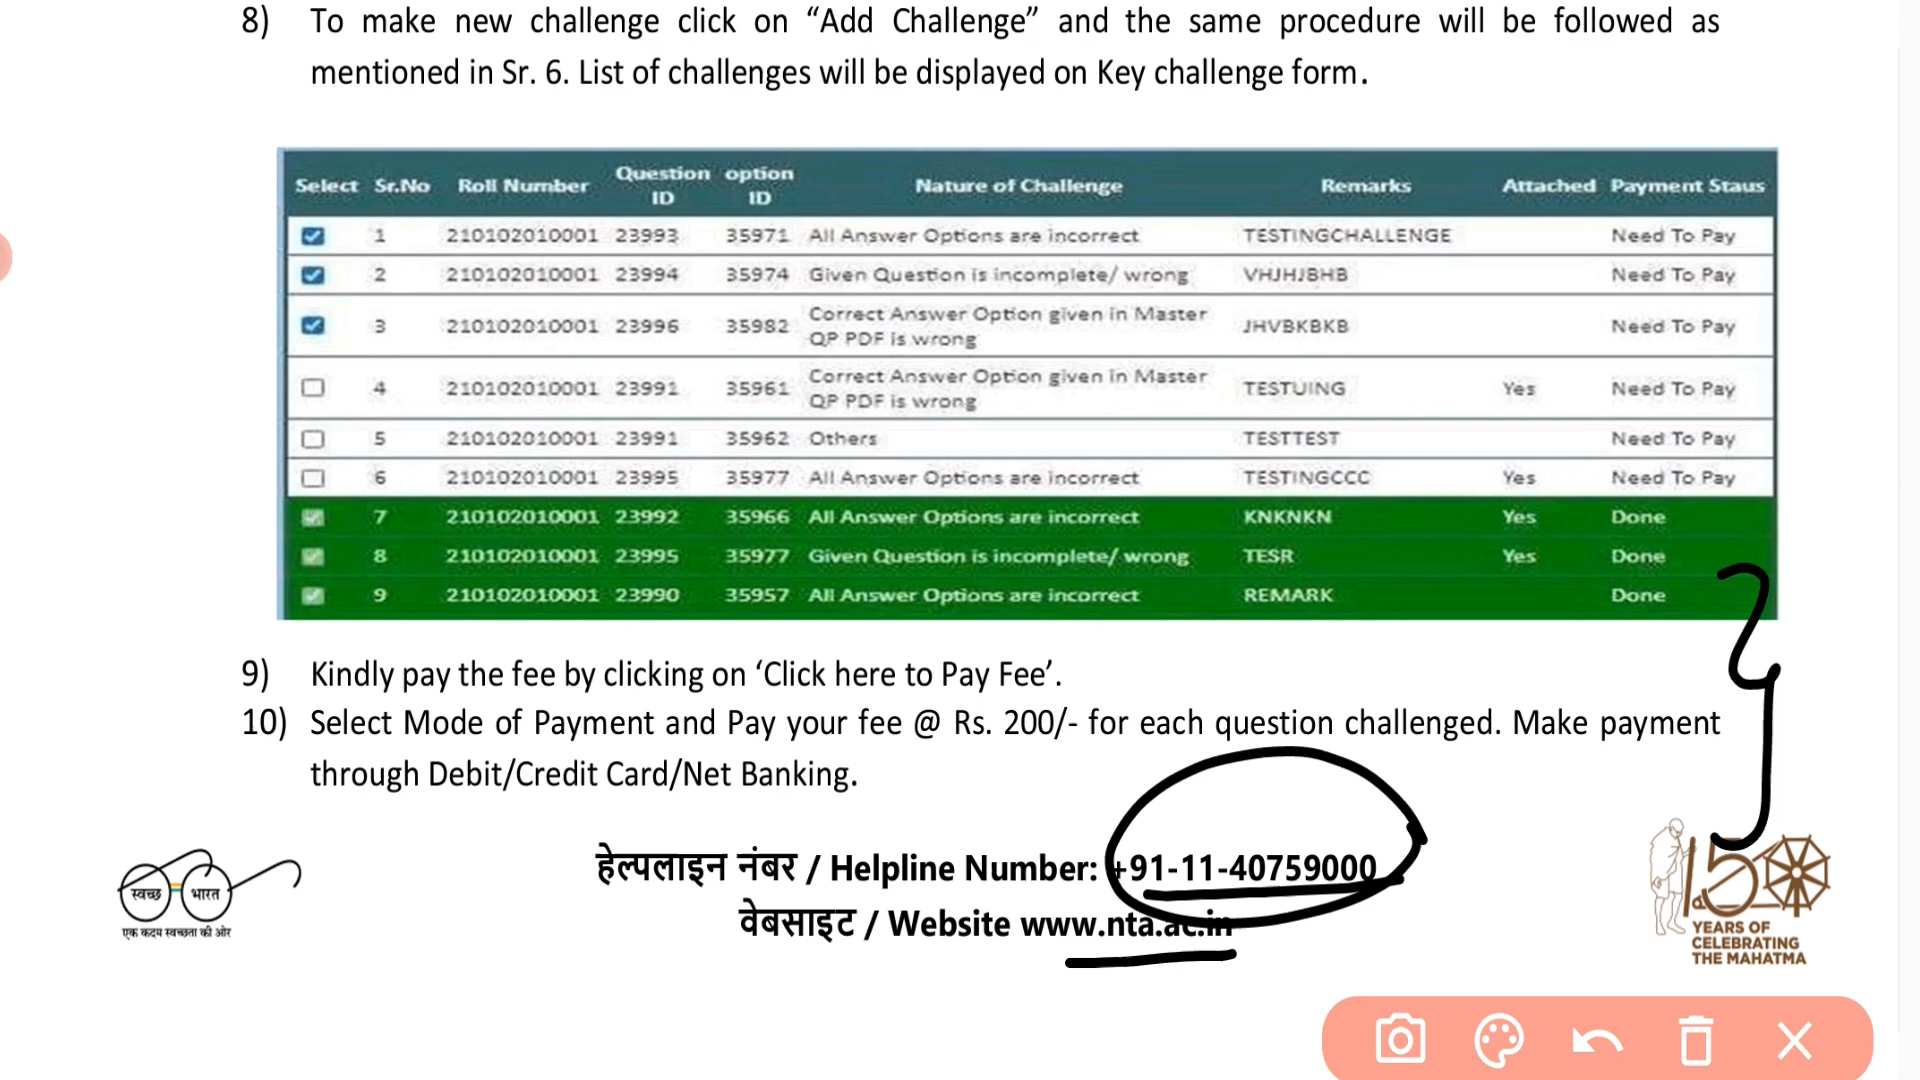 8) To make new challenge click on “Add Challenge” and the same procedure will be followed as
mentioned in Sr. 6. List of challenges will be displayed on Key challenge form.
Select Sr.No Roll Number Question ID option ID Nature of Challenge Remarks Attached Payment Staus
1 210102010001 23993 35971 All Answer Options are incorrect TESTINGCHALLENGE Need To Pay
2 210102010001 23994 35974 Given Question is incomplete/ wrong VHJHJBHB Need To Pay
3 210102010001 23996 35982 Correct Answer Option given in Master QP PDF is wrong JHVBKBKB Need To Pay
4 210102010001 23991 35961 Correct Answer Option given in Master QP PDF is wrong TESTUING Yes Need To Pay
5 210102010001 23991 35962 Others TESTTEST Need To Pay
6 210102010001 23995 35977 All Answer Options are incorrect TESTINGCCC Yes Need To Pay
7 210102010001 23992 35966 All Answer Options are incorrect KNKNKN Yes Done
8 210102010001 23995 35977 Given Question is incomplete/ wrong TESR Yes Done
9 210102010001 23990 35957 All Answer Options are incorrect REMARK Done
9) Kindly pay the fee by clicking on ‘Click here to Pay Fee’.
10) Select Mode of Payment and Pay your fee @ Rs. 200/- for each question challenged. Make payment
through Debit/Credit Card/Net Banking.
हेल्पलाइन नंबर / Helpline Number: +91-11-40759000
वेबसाइट / Website www.nta.ac.in
स्वच्छ भारत
एक कदम स्वच्छता की ओर
150
YEARS OF
CELEBRATING
THE MAHATMA